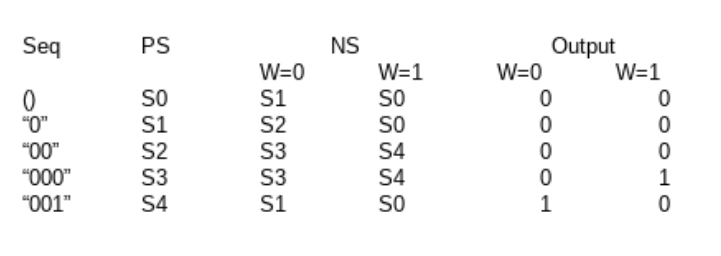 Seq PS NS Output
W=0 W=1 W=0 W=1
() S0 S1 S0 0 0
“0” S1 S2 S0 0 0
“00” S2 S3 S4 0 0
“000” S3 S3 S4 0 1
“001” S4 S1 S0 1 0